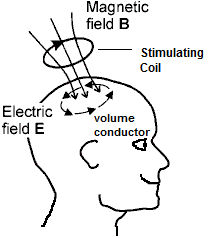 Magnetic
field B
Stimulating
Coil
Electric
field E
volume
conductor